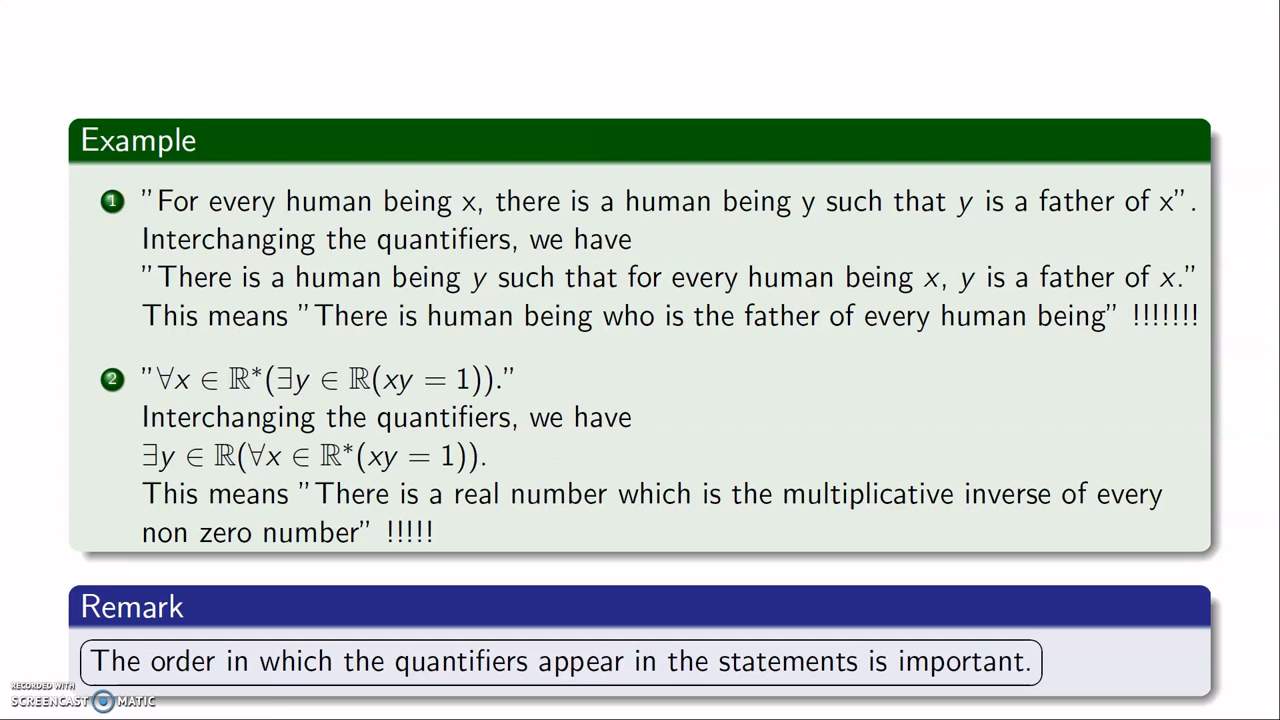 Example
1 "For every human being x, there is a human being y such that y is a father of x".
Interchanging the quantifiers, we have
"There is a human being y such that for every human being x, y is a father of x."
This means "There is human being who is the father of every human being" !!!!!!!
2 "∀x ∈ ℝ*(∃y ∈ ℝ(xy = 1))."
Interchanging the quantifiers, we have
∃y ∈ ℝ(∀x ∈ ℝ*(xy = 1)).
This means "There is a real number which is the multiplicative inverse of every
non zero number" !!!!!
Remark
The order in which the quantifiers appear in the statements is important.
RECORDED WITH
SCREENCAST MATIC